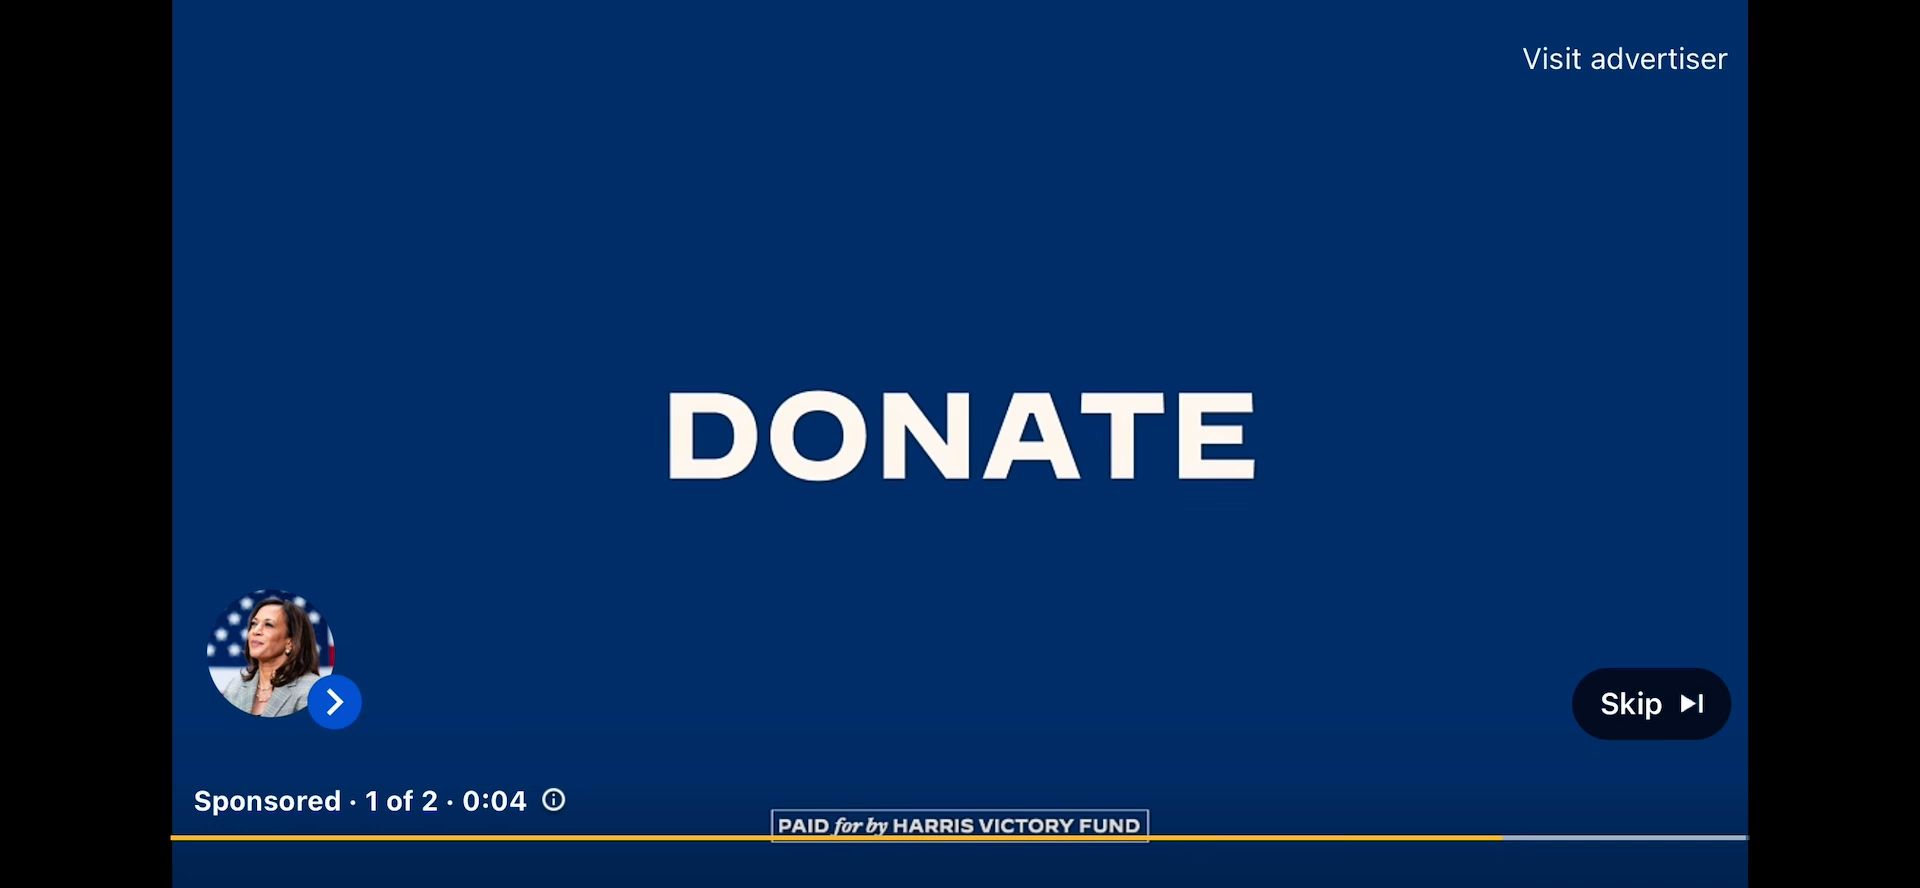 Visit advertiser
DONATE
Skip
Sponsored · 1 of 2 · 0:04
PAID for by HARRIS VICTORY FUND